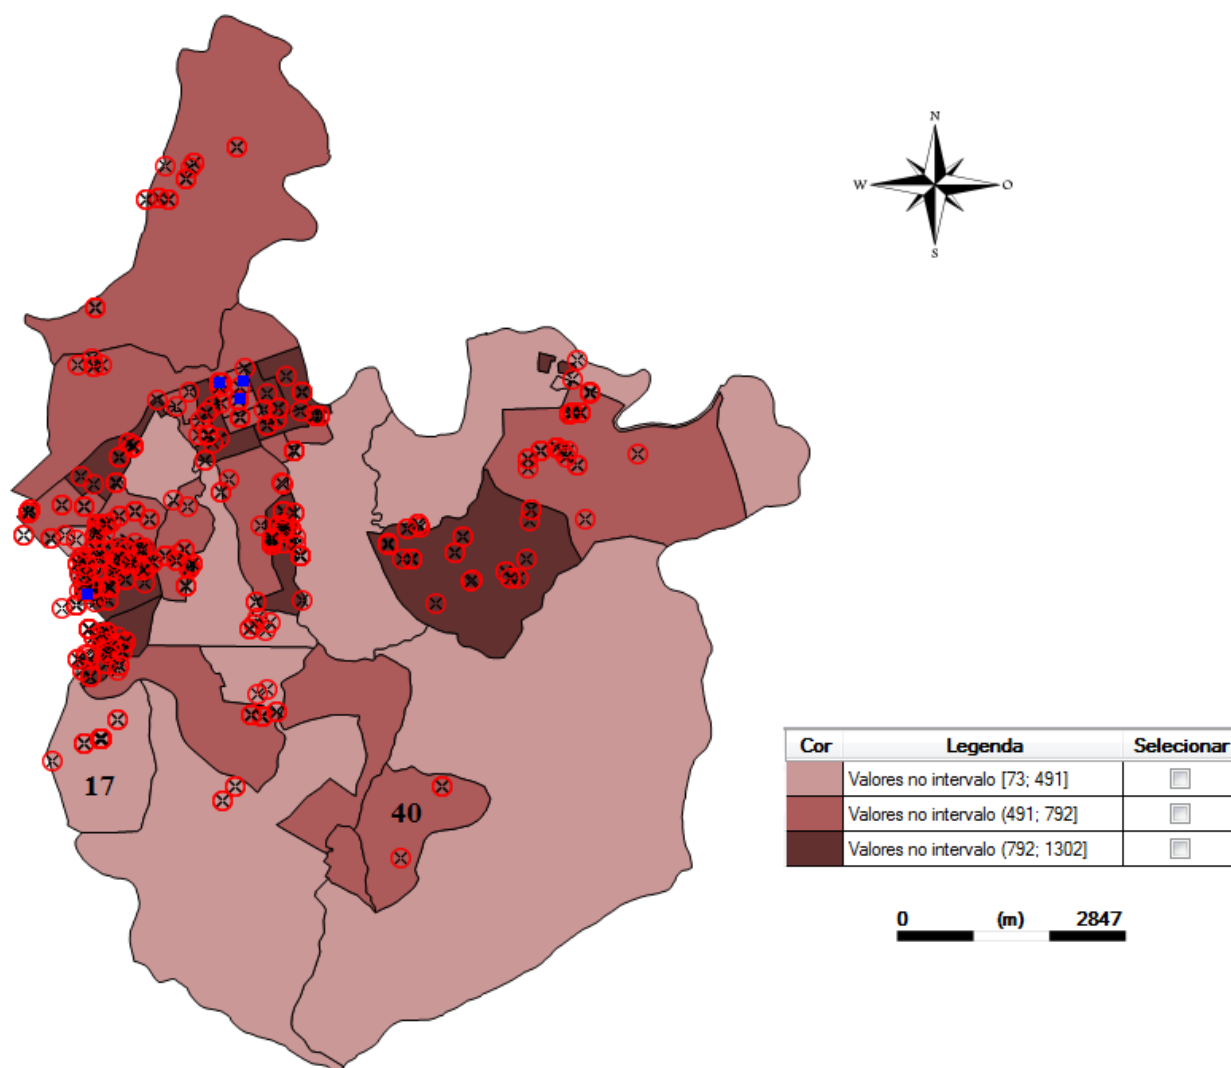 N
W
O
S
17
40
Cor Legenda Selecionar
Valores no intervalo [73; 491]
Valores no intervalo (491; 792]
Valores no intervalo (792; 1302]
0 (m) 2847